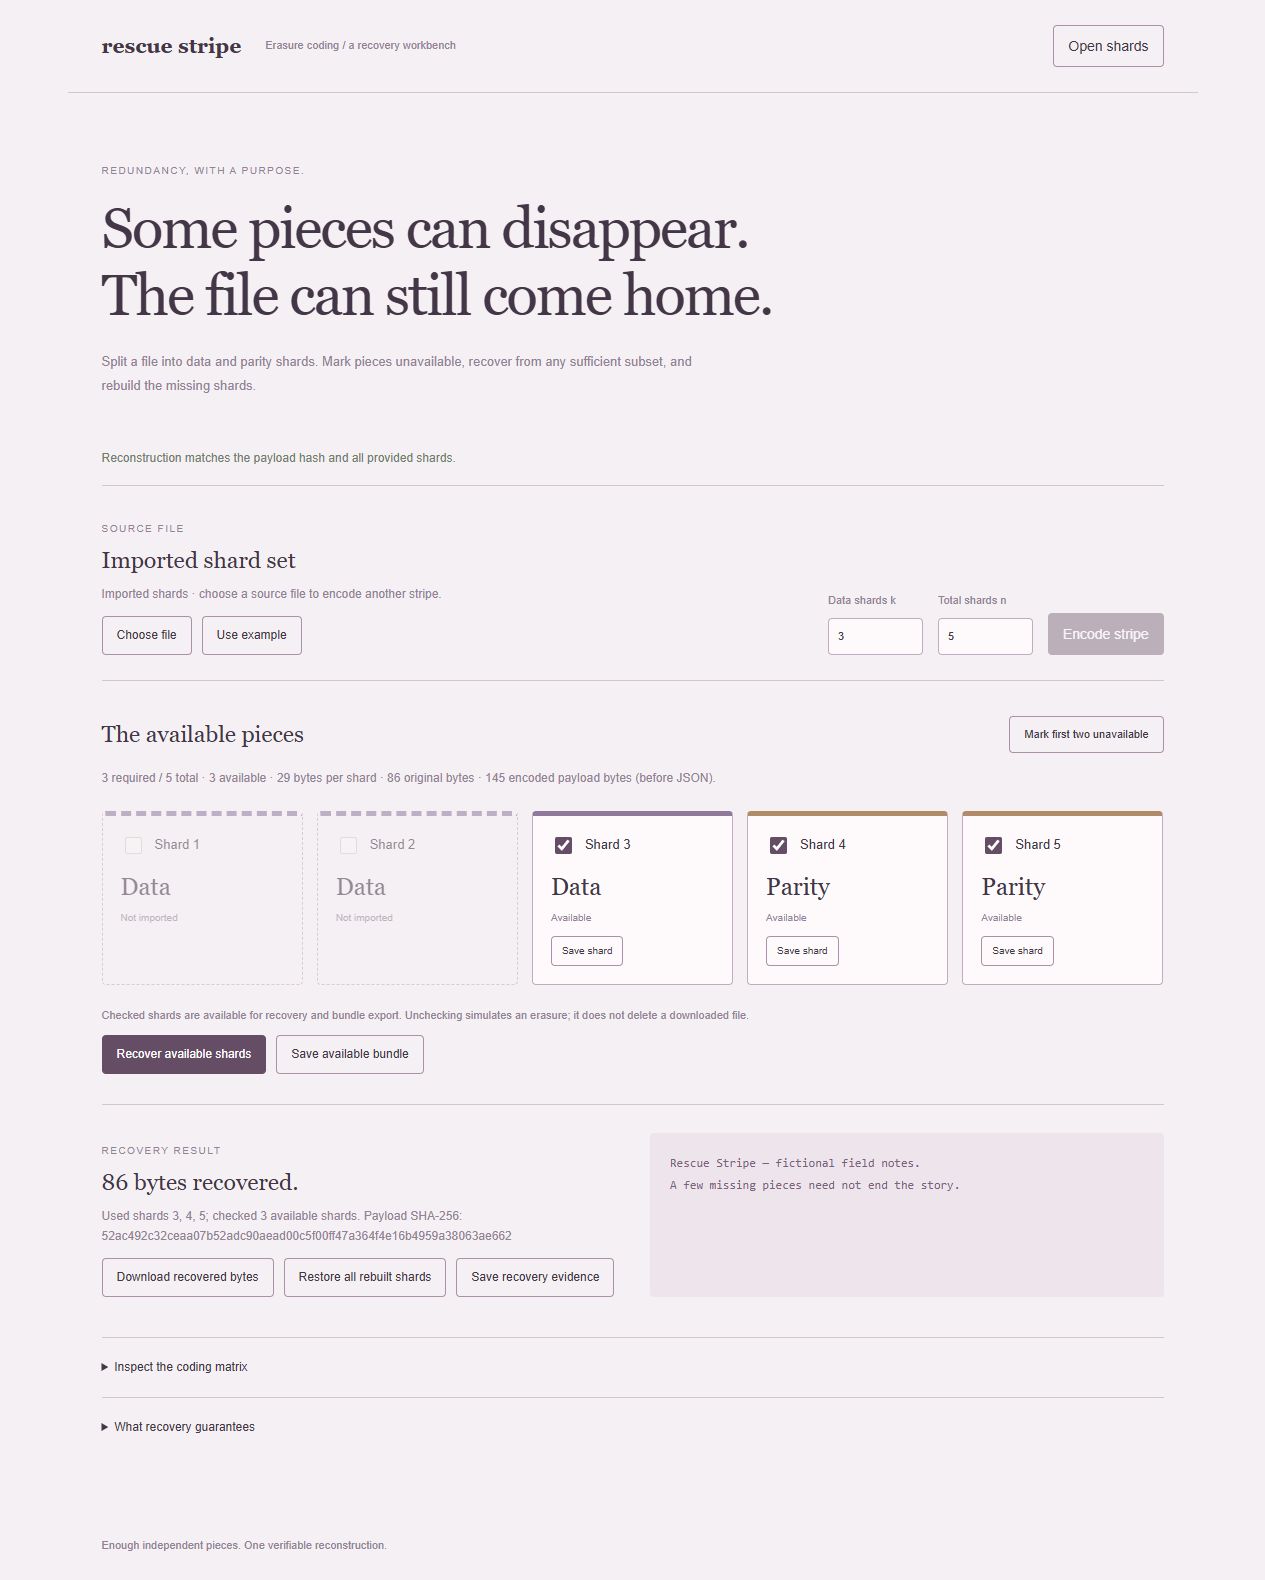 rescue stripe
Erasure coding / a recovery workbench
Open shards
REDUNDANCY, WITH A PURPOSE.
Some pieces can disappear.
The file can still come home.
Split a file into data and parity shards. Mark pieces unavailable, recover from any sufficient subset, and
rebuild the missing shards.
Reconstruction matches the payload hash and all provided shards.
SOURCE FILE
Imported shard set
Imported shards · choose a source file to encode another stripe.
Choose file
Use example
Data shards k
3
Total shards n
5
Encode stripe
The available pieces
Mark first two unavailable
3 required / 5 total · 3 available · 29 bytes per shard · 86 original bytes · 145 encoded payload bytes (before JSON).
Shard 1
Data
Not imported
Shard 2
Data
Not imported
Shard 3
Data
Available
Save shard
Shard 4
Parity
Available
Save shard
Shard 5
Parity
Available
Save shard
Checked shards are available for recovery and bundle export. Unchecking simulates an erasure; it does not delete a downloaded file.
Recover available shards
Save available bundle
RECOVERY RESULT
86 bytes recovered.
Used shards 3, 4, 5; checked 3 available shards. Payload SHA-256:
52ac492c32ceaa07b52adc90aead00c5f00ff47a364f4e16b4959a38063ae662
Download recovered bytes
Restore all rebuilt shards
Save recovery evidence
Rescue Stripe — fictional field notes.
A few missing pieces need not end the story.
Inspect the coding matrix
What recovery guarantees
Enough independent pieces. One verifiable reconstruction.